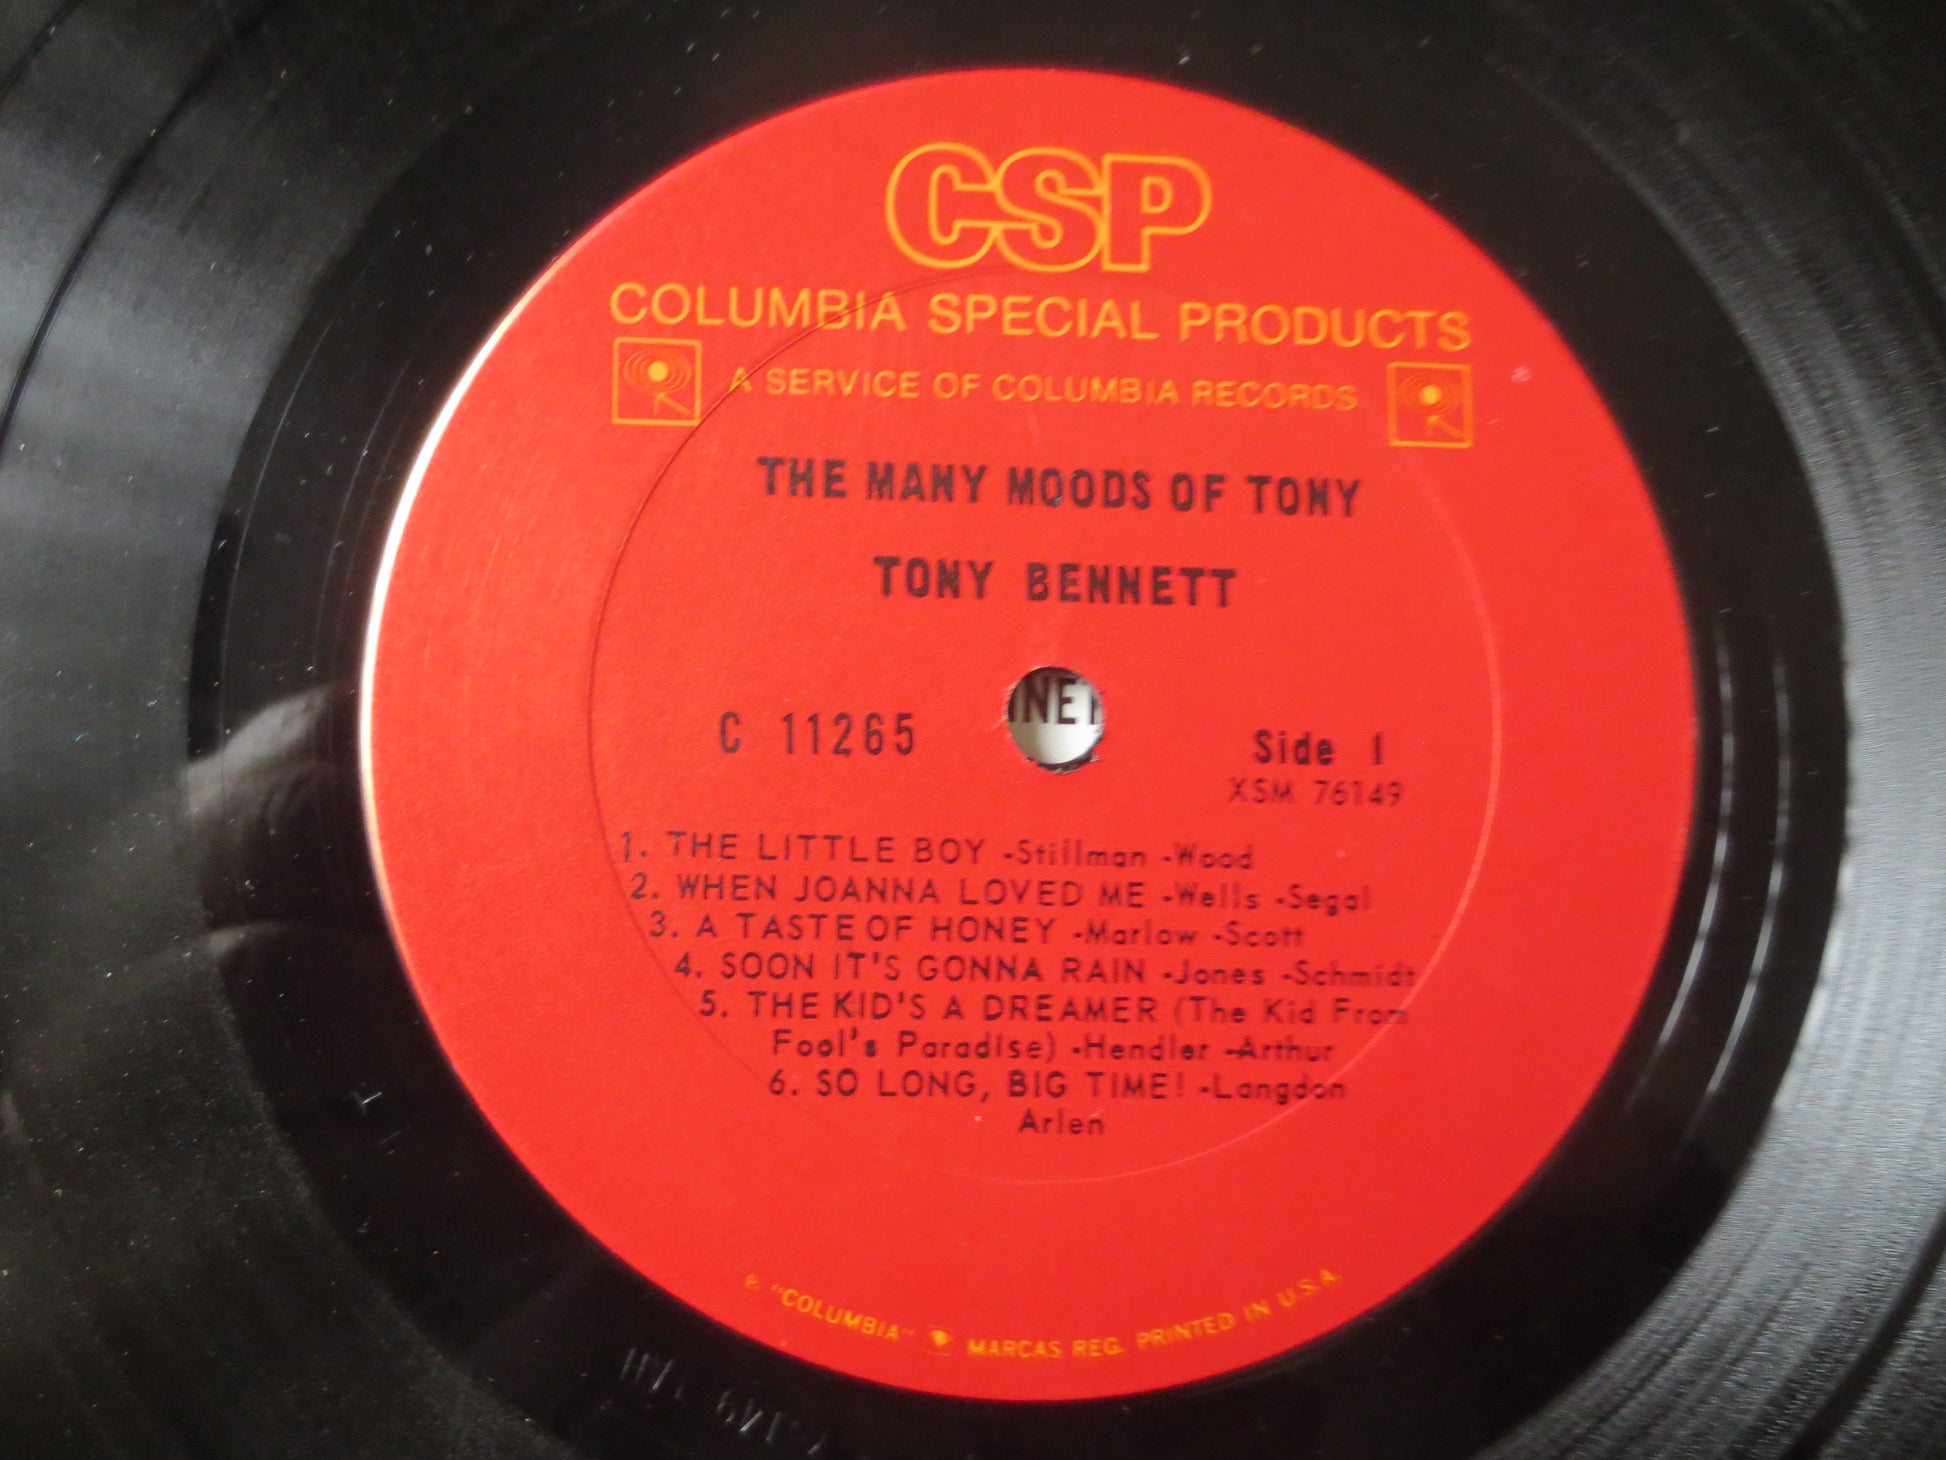 CSP
COLUMBIA SPECIAL PRODUCTS
A SERVICE OF COLUMBIA RECORDS
THE MANY MOODS OF TONY
TONY BENNETT
C 11265
NE
Side 1
XSM 76149
1. THE LITTLE BOY -Stillman -Wood
2. WHEN JOANNA LOVED ME -Wells -Segal
3. A TASTE OF HONEY -Marlow -Scott
4. SOON IT'S GONNA RAIN -Jones -Schmidt
5. THE KID'S A DREAMER (The Kid From
Fool's Paradise) -Hendler -Arthur
6. SO LONG, BIG TIME! -Langdon
Arlen
® "COLUMBIA" MARCAS REG. PRINTED IN U.S.A.